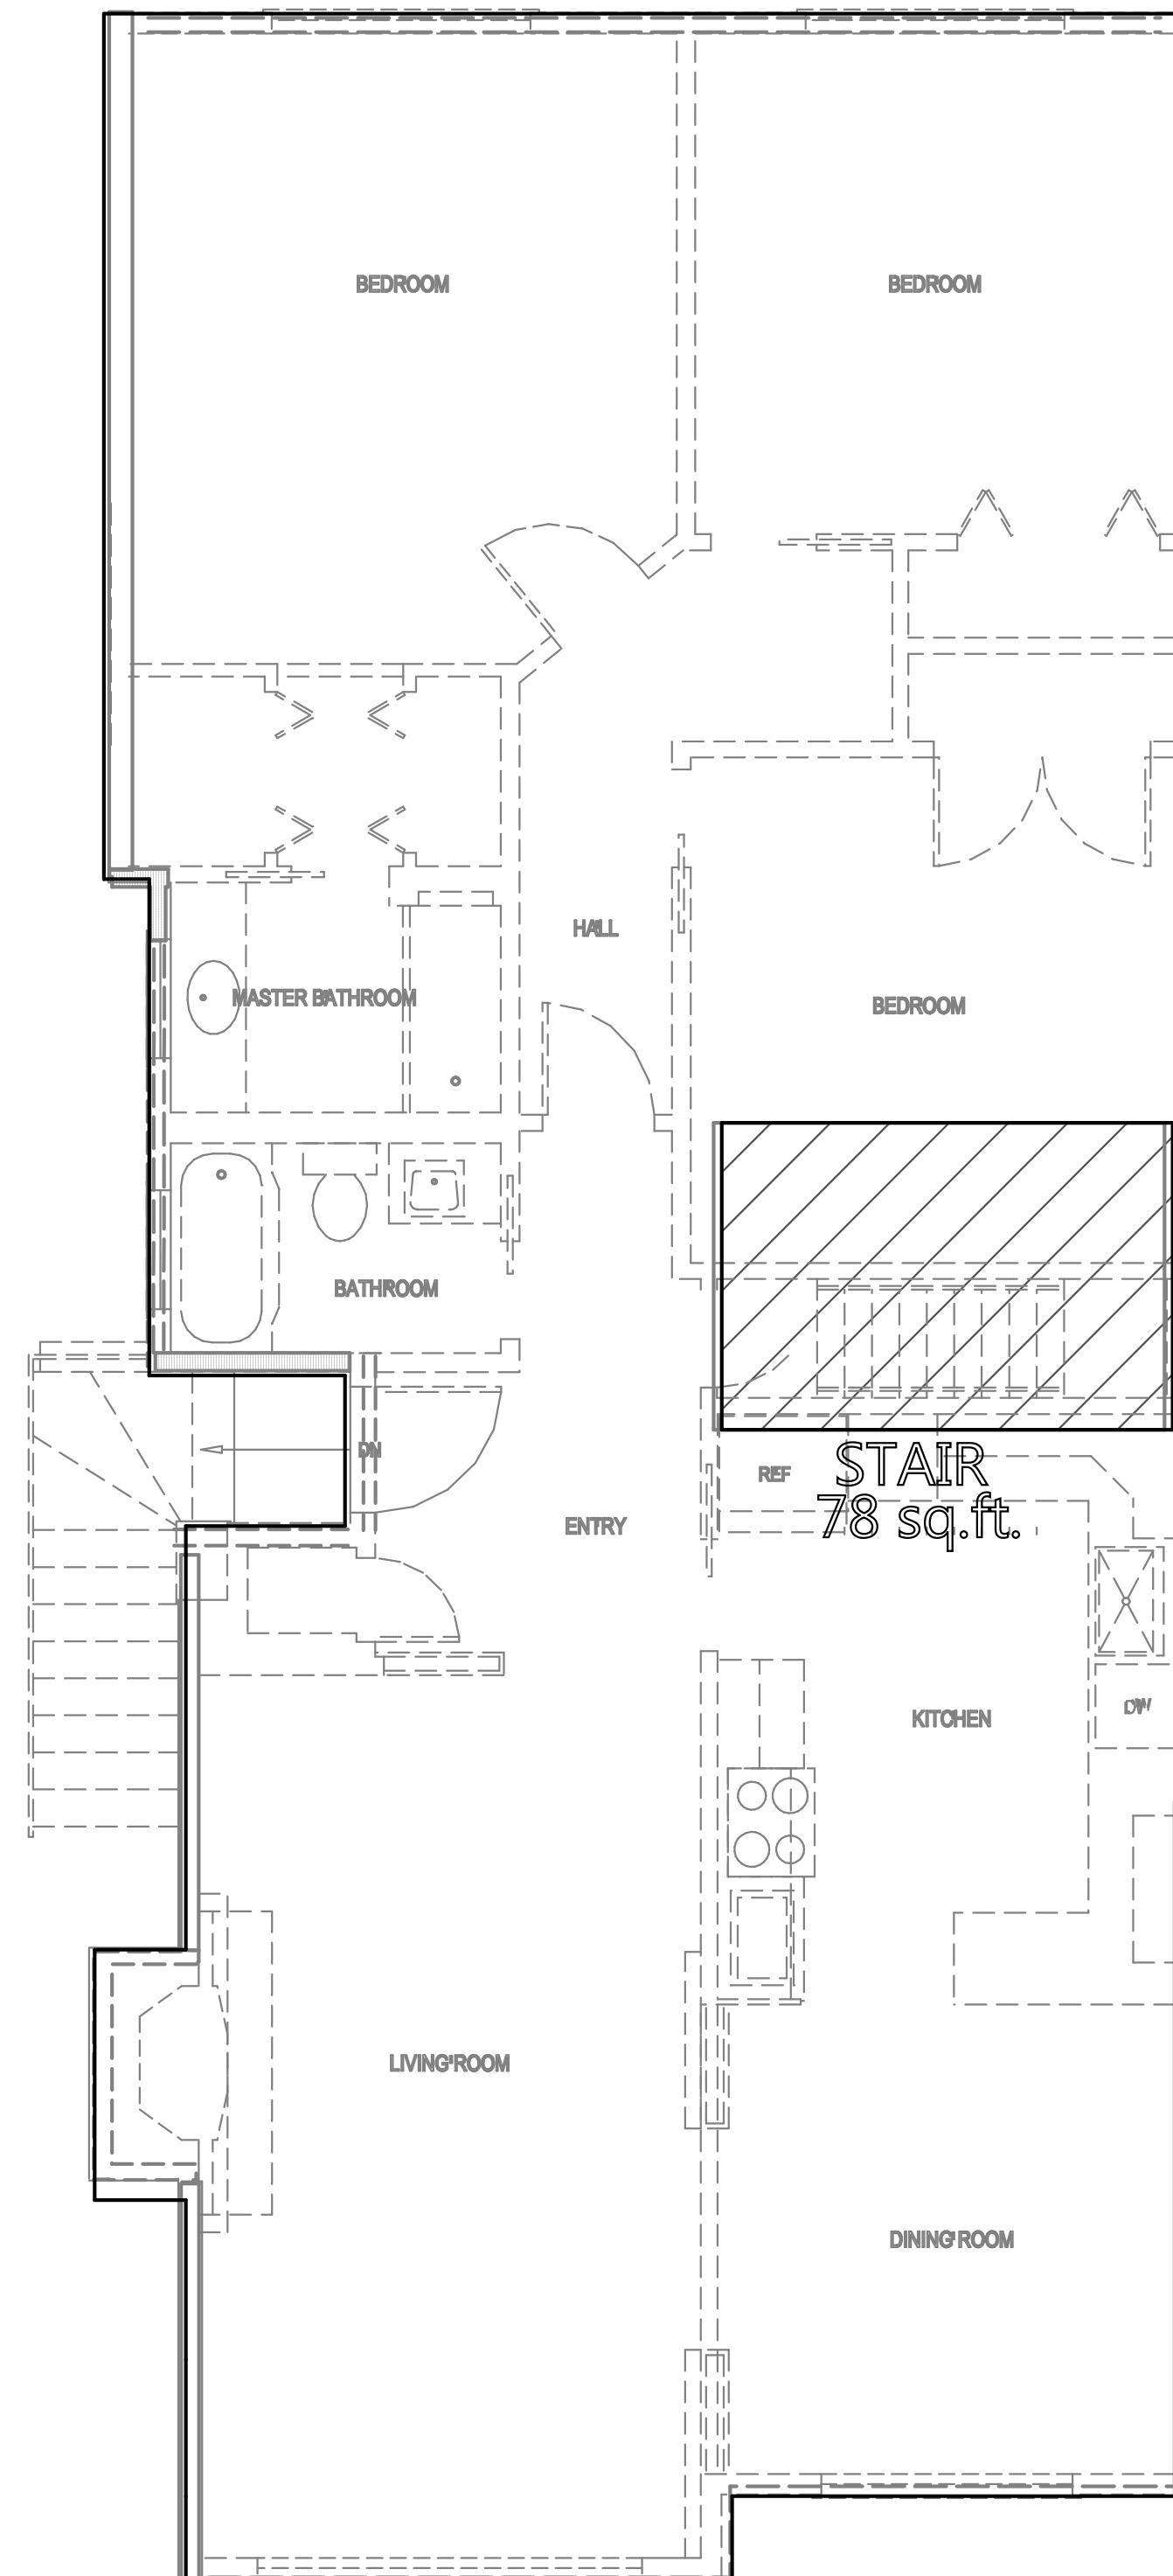 BEDROOM
BEDROOM
HALL
MASTER BATHROOM
BEDROOM
BATHROOM
DN
STAIR
REF
78 sq.ft.
ENTRY
DW
KITCHEN
LIVING ROOM
DINING ROOM